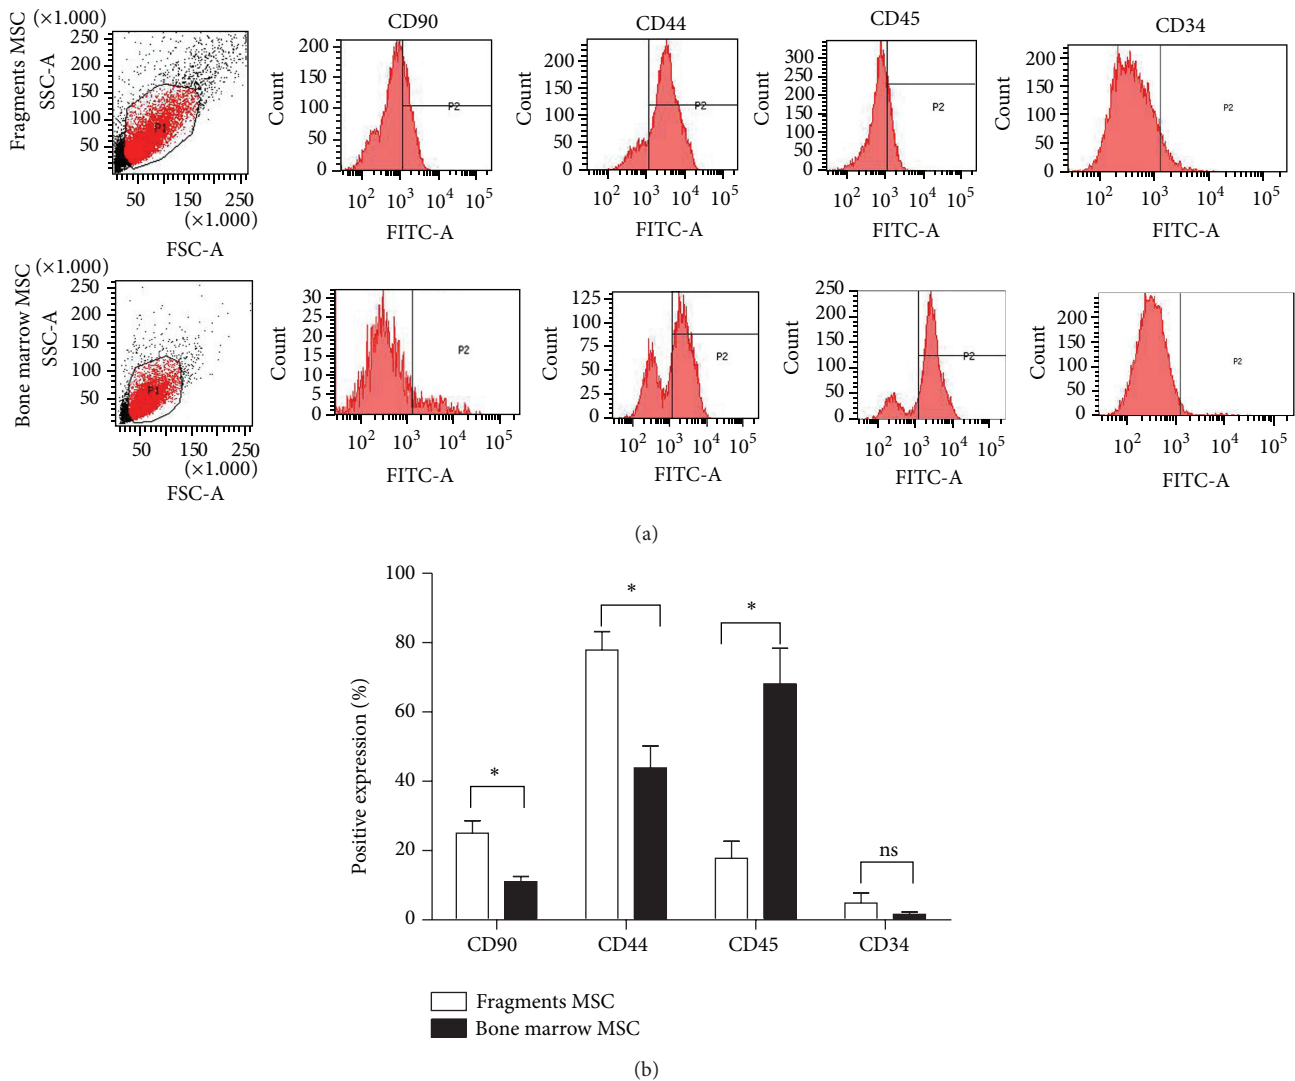 (×1.000)
CD90
CD44
CD45
CD34
Fragments MSC
SSC-A
250
200
150
100
50
P1
50 150 250
(×1.000)
FSC-A
Count
200
150
100
50
0
P2
10² 10³ 10⁴ 10⁵
FITC-A
Count
200
150
100
50
0
P2
10² 10³ 10⁴ 10⁵
FITC-A
Count
300
250
200
150
100
50
0
P2
10² 10³ 10⁴ 10⁵
FITC-A
Count
200
150
100
50
0
P2
10² 10³ 10⁴ 10⁵
FITC-A
(×1.000)
Bone marrow MSC
SSC-A
250
200
150
100
50
P1
50 150 250
(×1.000)
FSC-A
Count
30
25
20
15
10
5
0
P2
10² 10³ 10⁴ 10⁵
FITC-A
Count
125
100
75
50
25
0
P2
10² 10³ 10⁴ 10⁵
FITC-A
Count
250
200
150
100
50
0
P2
10² 10³ 10⁴ 10⁵
FITC-A
Count
200
150
100
50
0
P2
10² 10³ 10⁴ 10⁵
FITC-A
(a)
Positive expression (%)
100
80
60
40
20
0
*
*
*
ns
CD90 CD44 CD45 CD34
Fragments MSC
Bone marrow MSC
(b)